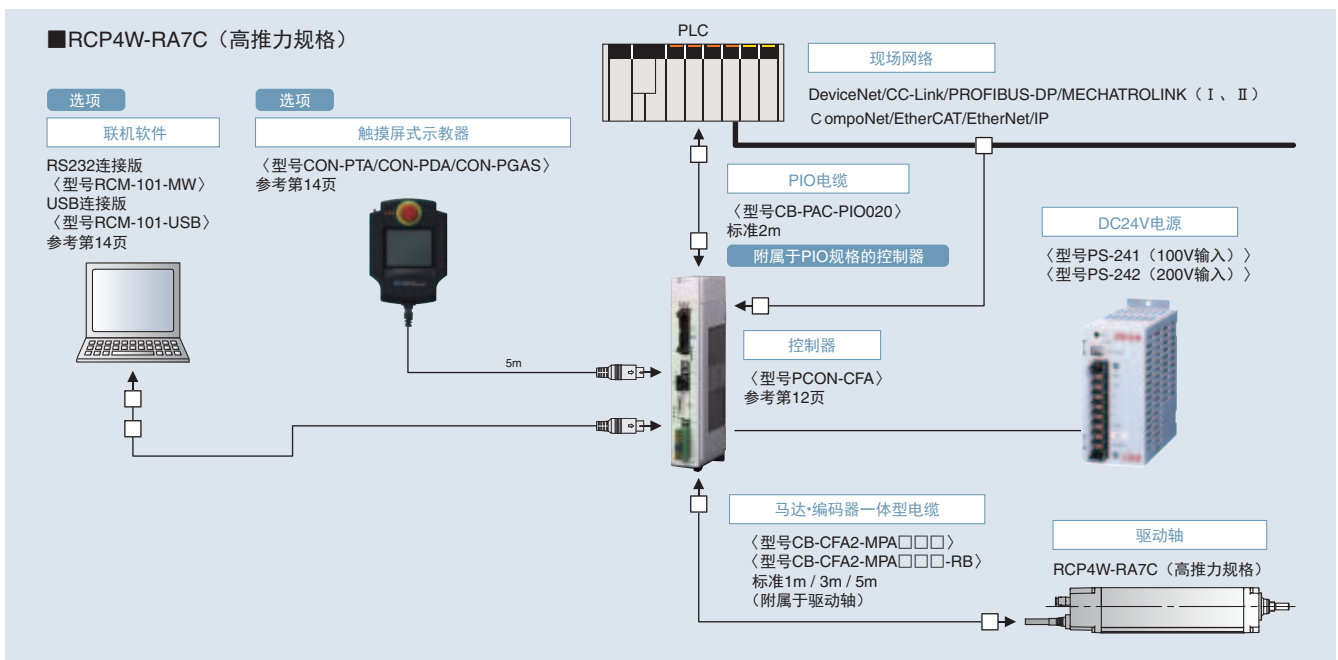 ■RCP4W-RA7C（高推力规格）
选项
联机软件
RS232连接版
〈型号RCM-101-MW〉
USB连接版
〈型号RCM-101-USB〉
参考第14页
选项
触摸屏式示教器
〈型号CON-PTA/CON-PDA/CON-PGAS〉
参考第14页
5m
PLC
现场网络
DeviceNet/CC-Link/PROFIBUS-DP/MECHATROLINK（Ⅰ、Ⅱ）
CompoNet/EtherCAT/EtherNet/IP
PIO电缆
〈型号CB-PAC-PIO020〉
标准2m
附属于PIO规格的控制器
DC24V电源
〈型号PS-241（100V输入）〉
〈型号PS-242（200V输入）〉
控制器
〈型号PCON-CFA〉
参考第12页
马达•编码器一体型电缆
〈型号CB-CFA2-MPA□□□〉
〈型号CB-CFA2-MPA□□□-RB〉
标准1m / 3m / 5m
（附属于驱动轴）
驱动轴
RCP4W-RA7C（高推力规格）